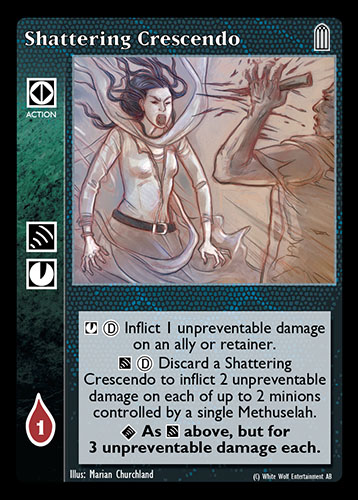 Shattering Crescendo
ACTION
Ⓓ Inflict 1 unpreventable damage
on an ally or retainer.
Ⓓ Discard a Shattering
Crescendo to inflict 2 unpreventable
damage on each of up to 2 minions
controlled by a single Methuselah.
As above, but for
3 unpreventable damage each.
1
Illus: Marian Churchland
(C) White Wolf Entertainment AB